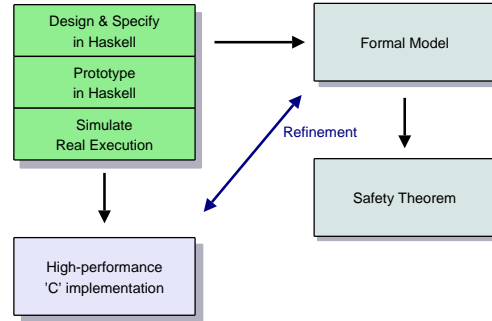 Design & Specify
in Haskell
Prototype
in Haskell
Simulate
Real Execution
Formal Model
Refinement
Safety Theorem
High-performance
'C' implementation